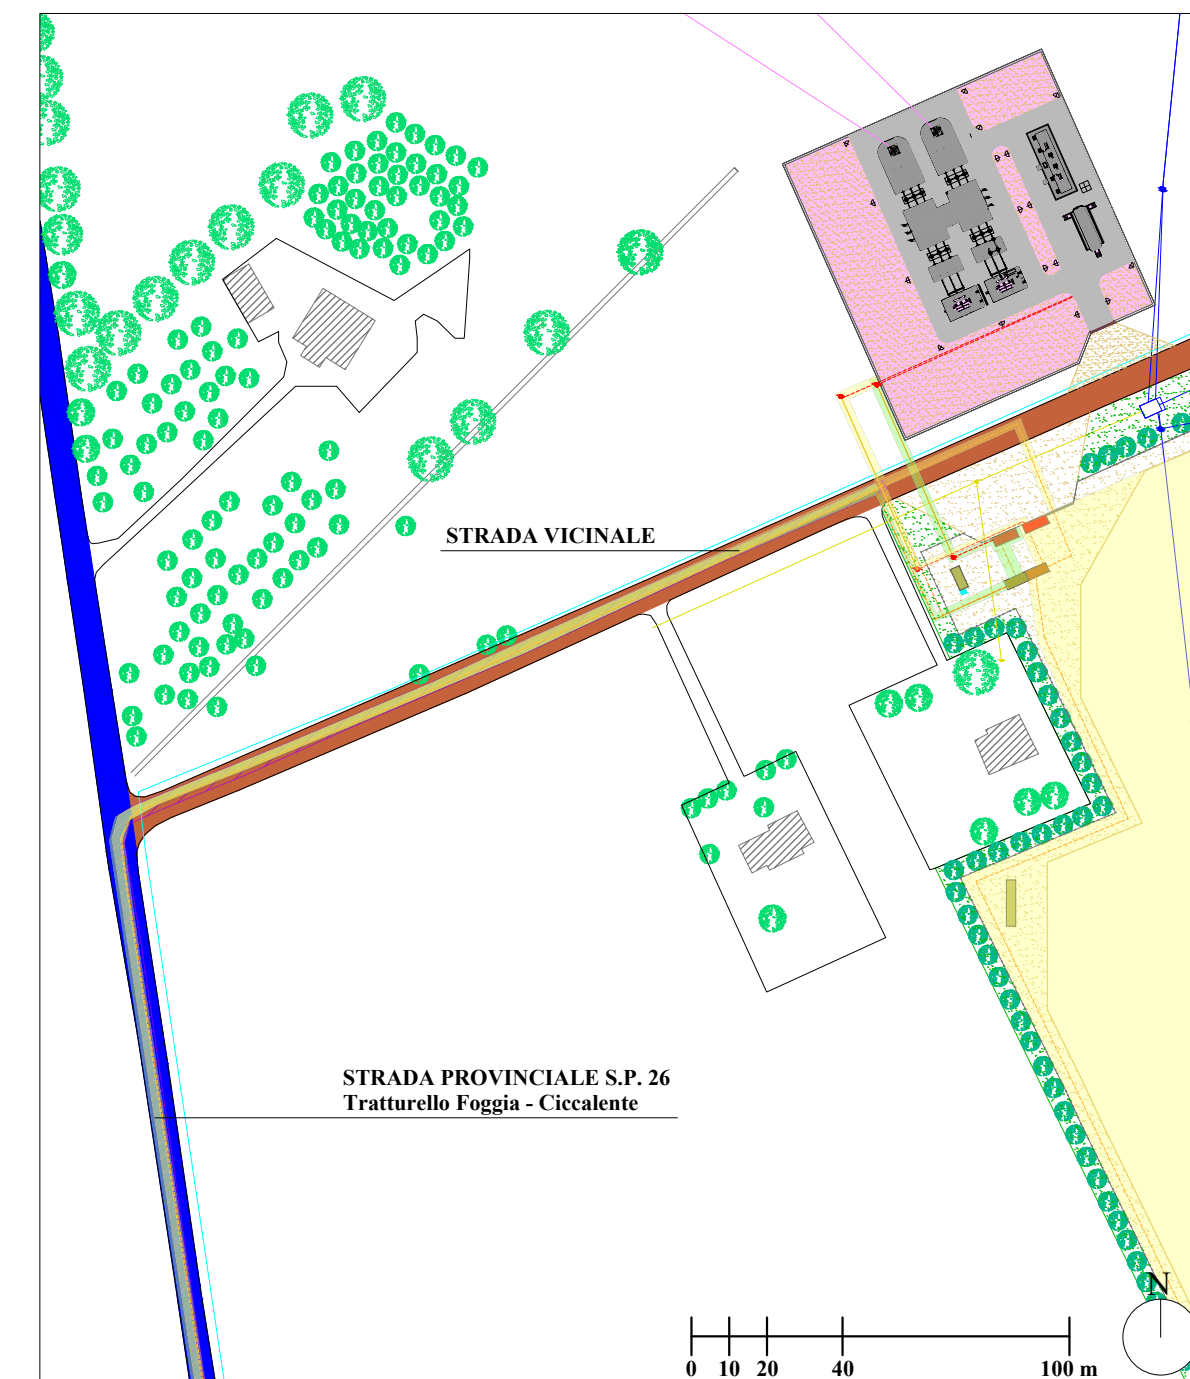 STRADA VICINALE
STRADA PROVINCIALE S.P. 26
Tratturello Foggia - Ciccalente
N
0 10 20 40 100 m